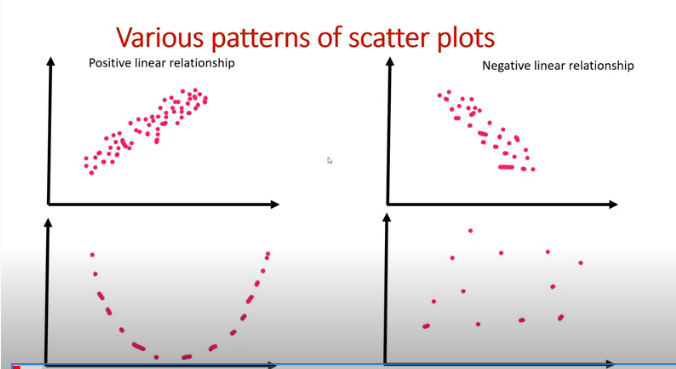 Various patterns of scatter plots
Positive linear relationship
Negative linear relationship